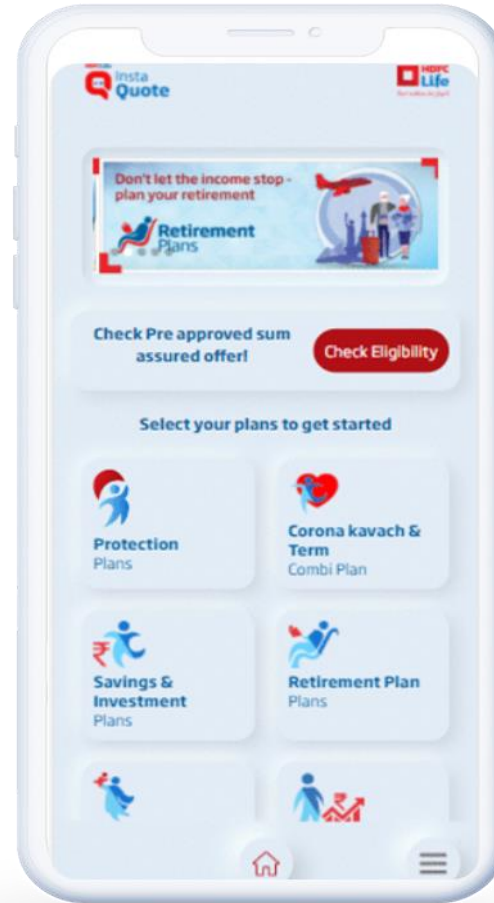 Insta
Quote
HDFC
Life
Don't let the income stop -
plan your retirement
Retirement
Plans
Check Pre approved sum
assured offer!
Check Eligibility
Select your plans to get started
Protection
Plans
Corona kavach &
Term
Combi Plan
Savings &
Investment
Plans
Retirement Plan
Plans